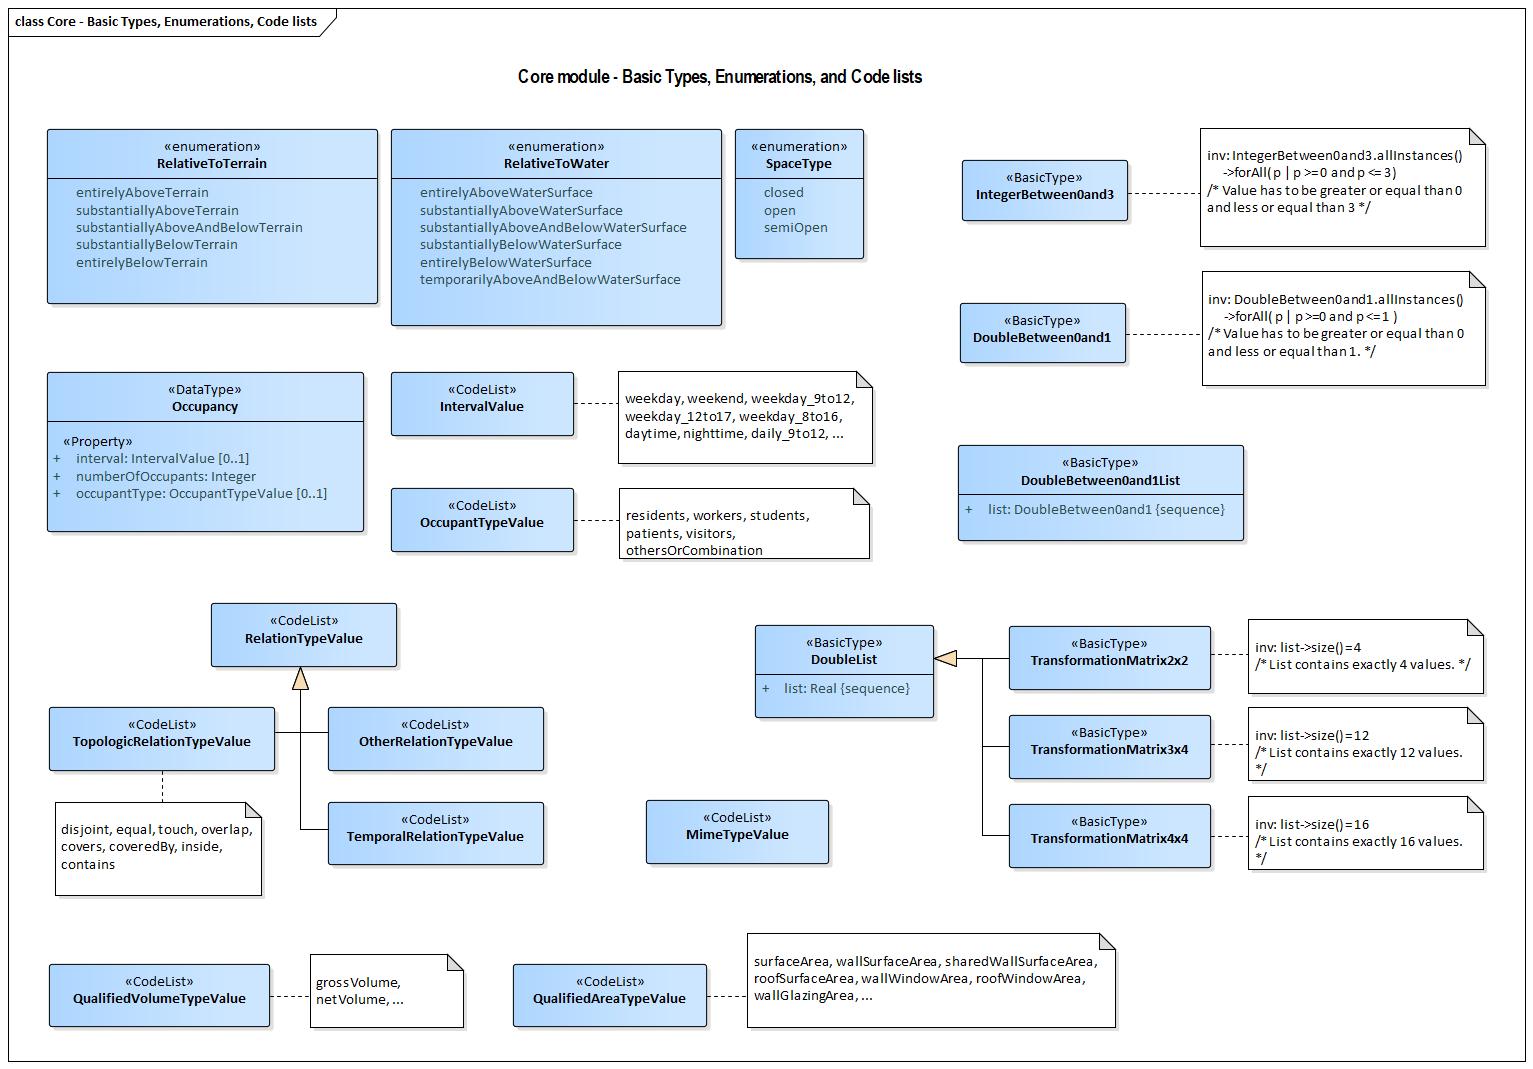 class Core - Basic Types, Enumerations, Code lists
Core module - Basic Types, Enumerations, and Code lists
«enumeration»
RelativeToTerrain
entirelyAboveTerrain
substantiallyAboveTerrain
substantiallyAboveAndBelowTerrain
substantiallyBelowTerrain
entirelyBelowTerrain
«enumeration»
RelativeToWater
entirelyAboveWaterSurface
substantiallyAboveWaterSurface
substantiallyAboveAndBelowWaterSurface
substantiallyBelowWaterSurface
entirelyBelowWaterSurface
temporarilyAboveAndBelowWaterSurface
«enumeration»
SpaceType
closed
open
semiOpen
«BasicType»
IntegerBetween0and3
inv: IntegerBetween0and3.allInstances()
->forAll( p | p >=0 and p <=3)
/* Value has to be greater or equal than 0
and less or equal than 3 */
«BasicType»
DoubleBetween0and1
inv: DoubleBetween0and1.allInstances()
->forAll( p | p >=0 and p <=1 )
/* Value has to be greater or equal than 0
and less or equal than 1. */
«DataType»
Occupancy
«Property»
+ interval: IntervalValue [0..1]
+ numberOfOccupants: Integer
+ occupantType: OccupantTypeValue [0..1]
«CodeList»
IntervalValue
weekday, weekend, weekday_9to12,
weekday_12to17, weekday_8to16,
daytime, nighttime, daily_9to12, ...
«CodeList»
OccupantTypeValue
residents, workers, students,
patients, visitors,
othersOrCombination
«BasicType»
DoubleBetween0and1List
+ list: DoubleBetween0and1 {sequence}
«CodeList»
RelationTypeValue
«CodeList»
TopologicRelationTypeValue
«CodeList»
OtherRelationTypeValue
«CodeList»
TemporalRelationTypeValue
disjoint, equal, touch, overlap,
covers, coveredBy, inside,
contains
«BasicType»
DoubleList
+ list: Real {sequence}
«BasicType»
TransformationMatrix2x2
inv: list->size()=4
/* List contains exactly 4 values. */
«BasicType»
TransformationMatrix3x4
inv: list->size()=12
/* List contains exactly 12 values.
*/
«BasicType»
TransformationMatrix4x4
inv: list->size()=16
/* List contains exactly 16 values.
*/
«CodeList»
MimeTypeValue
«CodeList»
QualifiedVolumeTypeValue
grossVolume,
netVolume, ...
«CodeList»
QualifiedAreaTypeValue
surfaceArea, wallSurfaceArea, sharedWallSurfaceArea,
roofSurfaceArea, wallWindowArea, roofWindowArea,
wallGlazingArea, ...